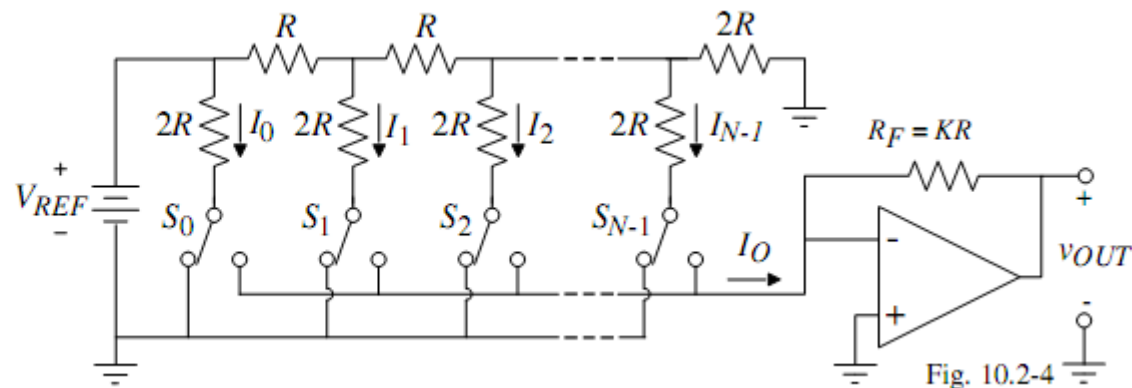 R R 2R
2R I0 2R I1 2R I2 2R IN-1
RF = KR
+
VREF
-
S0 S1 S2 SN-1
IO
-
+
+
vOUT
-
Fig. 10.2-4